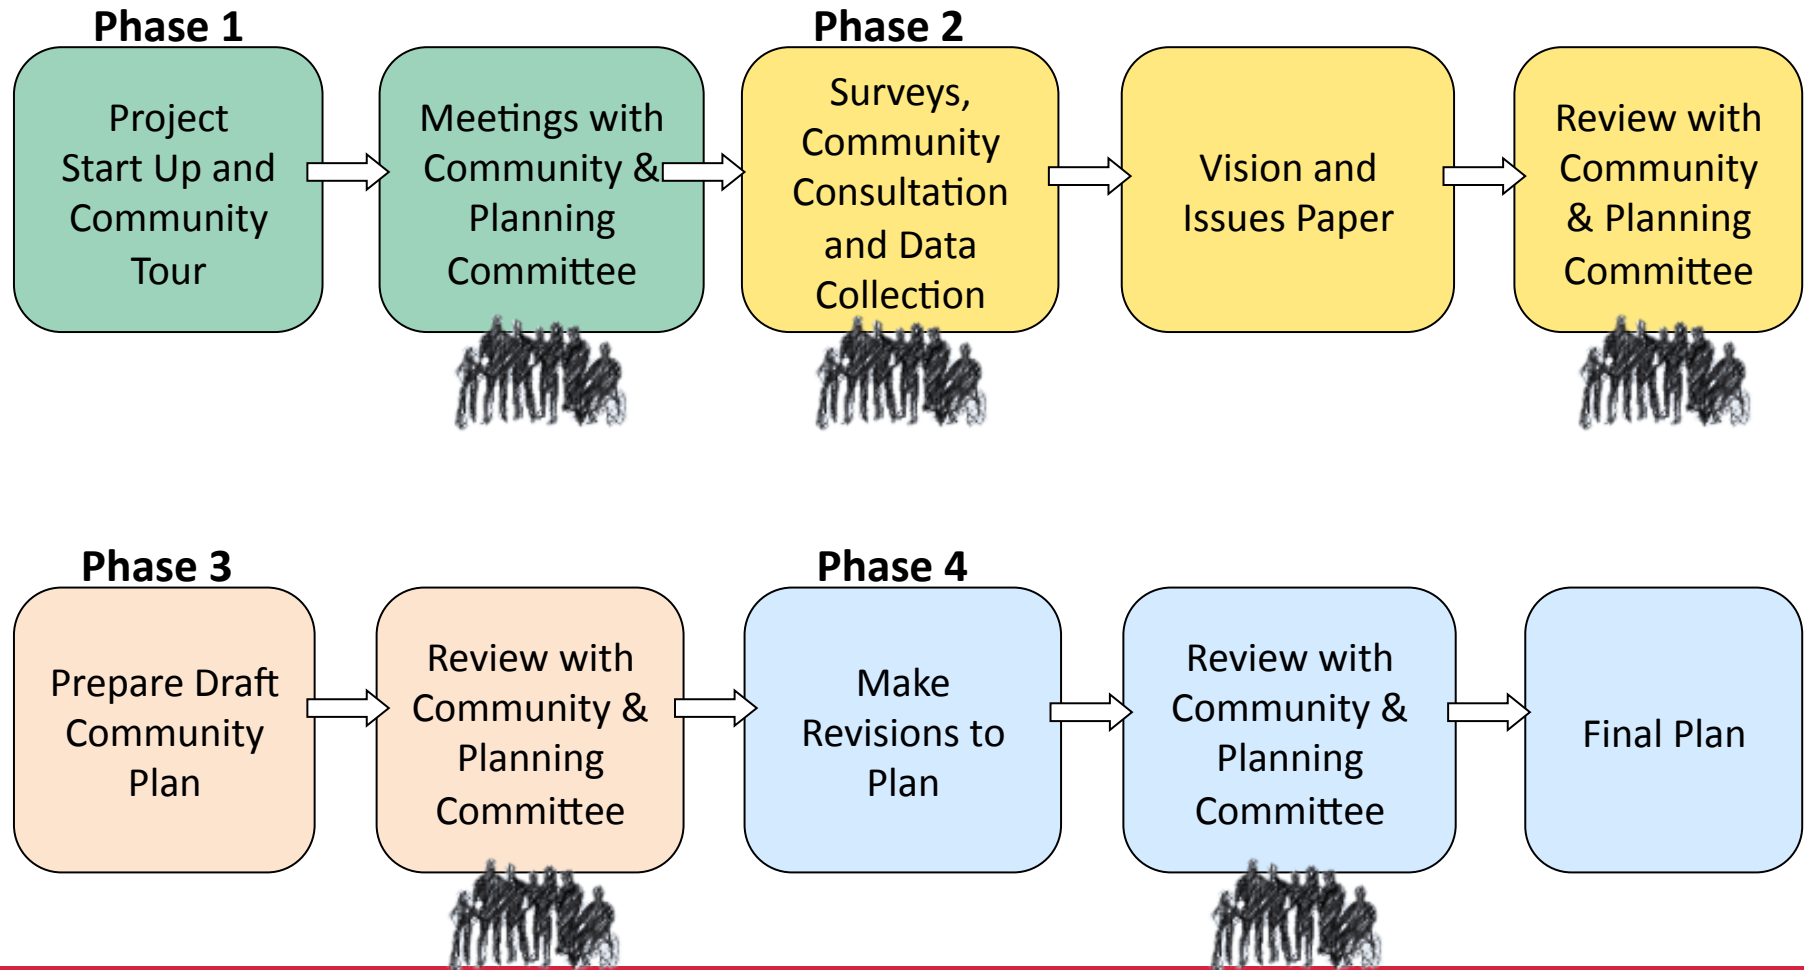 Phase 1
Project
Start Up and
Community
Tour
Meetings with
Community &
Planning
Committee
Phase 2
Surveys,
Community
Consultation
and Data
Collection
Vision and
Issues Paper
Review with
Community
& Planning
Committee
Phase 3
Prepare Draft
Community
Plan
Review with
Community &
Planning
Committee
Phase 4
Make
Revisions to
Plan
Review with
Community &
Planning
Committee
Final Plan